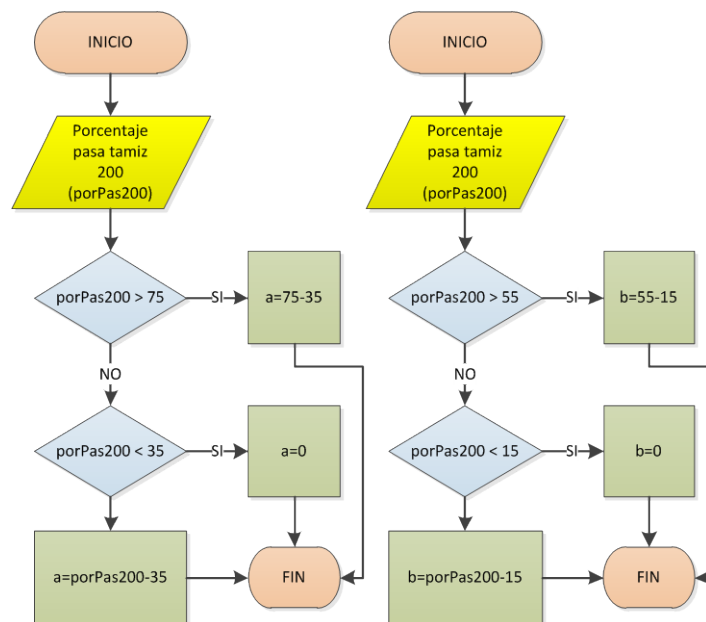 INICIO
Porcentaje
pasa tamiz
200
(porPas200)
porPas200 > 75
SI
a=75-35
NO
porPas200 < 35
SI
a=0
a=porPas200-35
FIN
INICIO
Porcentaje
pasa tamiz
200
(porPas200)
porPas200 > 55
SI
b=55-15
NO
porPas200 < 15
SI
b=0
b=porPas200-15
FIN